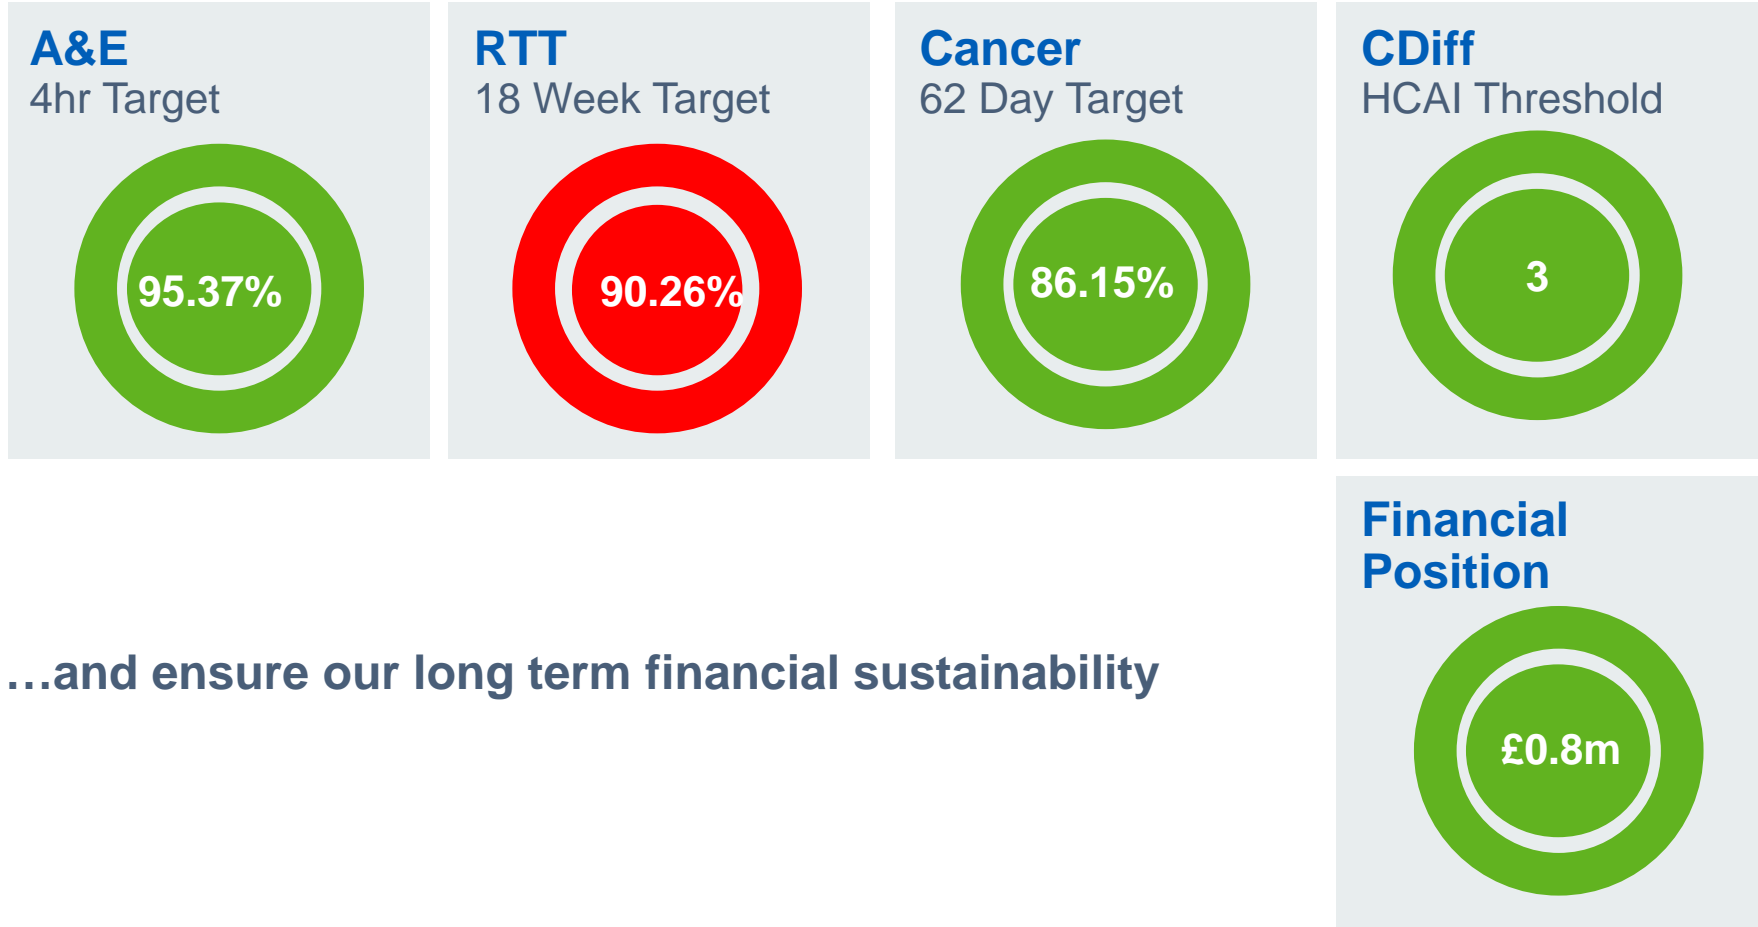 A&E
4hr Target
95.37%
RTT
18 Week Target
90.26%
Cancer
62 Day Target
86.15%
CDiff
HCAI Threshold
3
…and ensure our long term financial sustainability
Financial
Position
£0.8m